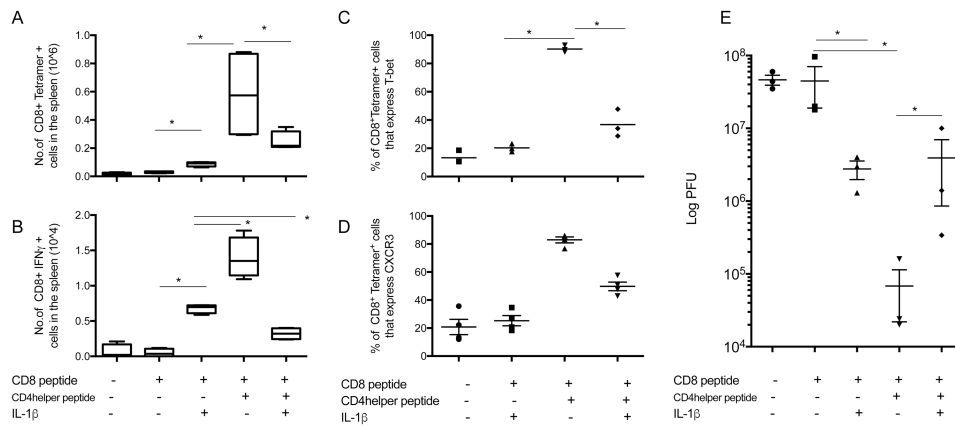 A
No. of CD8+ Tetramer +
cells in the spleen (10^6)
1.0
0.8
0.6
0.4
0.2
0.0
*
*
*
B
No.of CD8+ IFNγ +
cells in the spleen (10^4)
2.0
1.5
1.0
0.5
0.0
*
*
*
CD8 peptide - + + + +
CD4helper peptide - - - + +
IL-1β - - + - +
C
% of CD8+Tetramer+ cells
that express T-bet
100
80
60
40
20
0
*
*
D
% of CD8+ Tetramer+ cells
that express CXCR3
100
80
60
40
20
0
CD8 peptide - + + +
CD4helper peptide - - + +
IL-1β - + - +
E
Log PFU
10^8
10^7
10^6
10^5
10^4
*
*
*
CD8 peptide - + + + +
CD4helper peptide - - - + +
IL-1β - - + - +